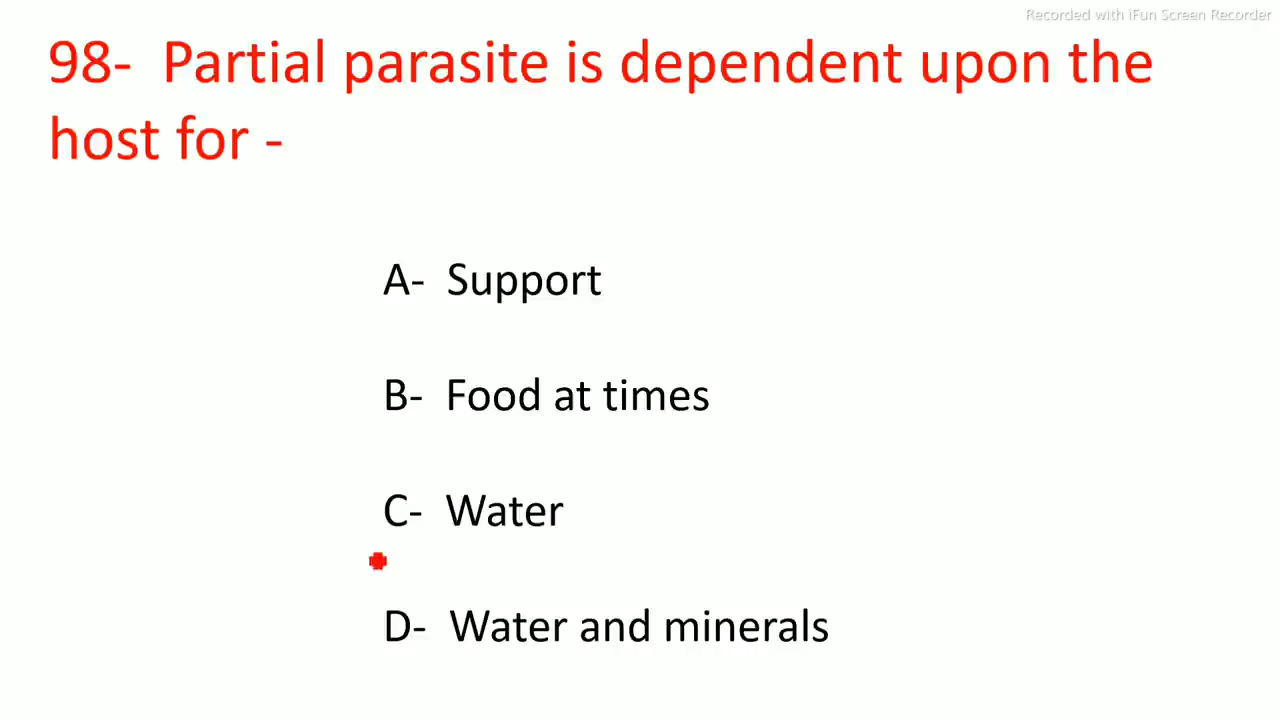 Recorded with iFun Screen Recorder
98- Partial parasite is dependent upon the
host for -
A- Support
B- Food at times
C- Water
D- Water and minerals